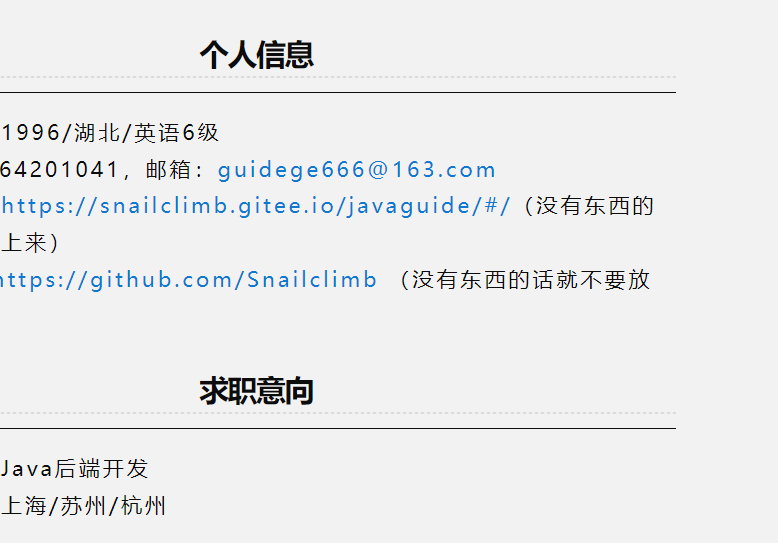 个人信息
1996/湖北/英语6级
64201041，邮箱：guidege666@163.com
https://snailclimb.gitee.io/javaguide/#/（没有东西的
上来）
https://github.com/Snailclimb （没有东西的话就不要放
求职意向
Java后端开发
上海/苏州/杭州